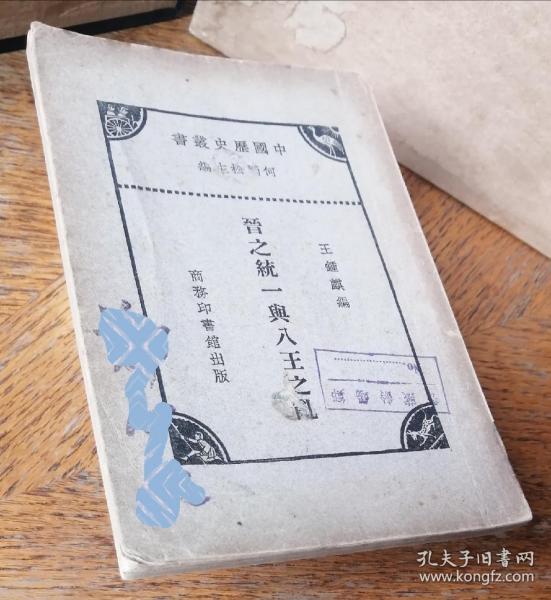 中國歷史叢書
何炳松主編
王鍾麒編
晉之統一與八王之亂
商務印書館出版
孔夫子旧书网
www.kongfz.com